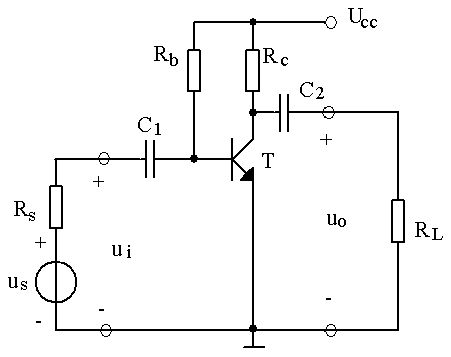 Ucc
Rb
Rc
C2
C1
+
T
+
Rs
+
ui
uo
RL
us
-
-
-